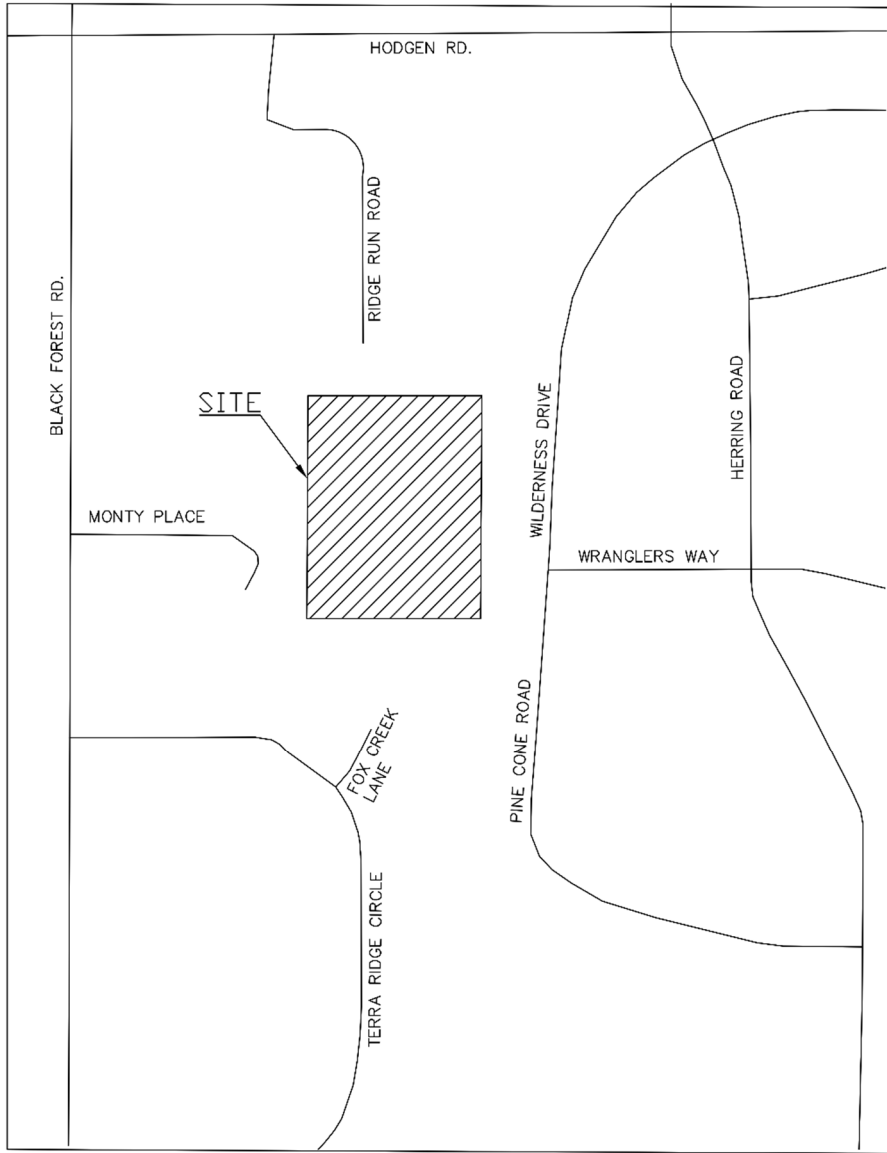 HODGEN RD.
RIDGE RUN ROAD
BLACK FOREST RD.
SITE
WILDERNESS DRIVE
HERRING ROAD
MONTY PLACE
WRANGLERS WAY
PINE CONE ROAD
FOX CREEK
LANE
TERRA RIDGE CIRCLE